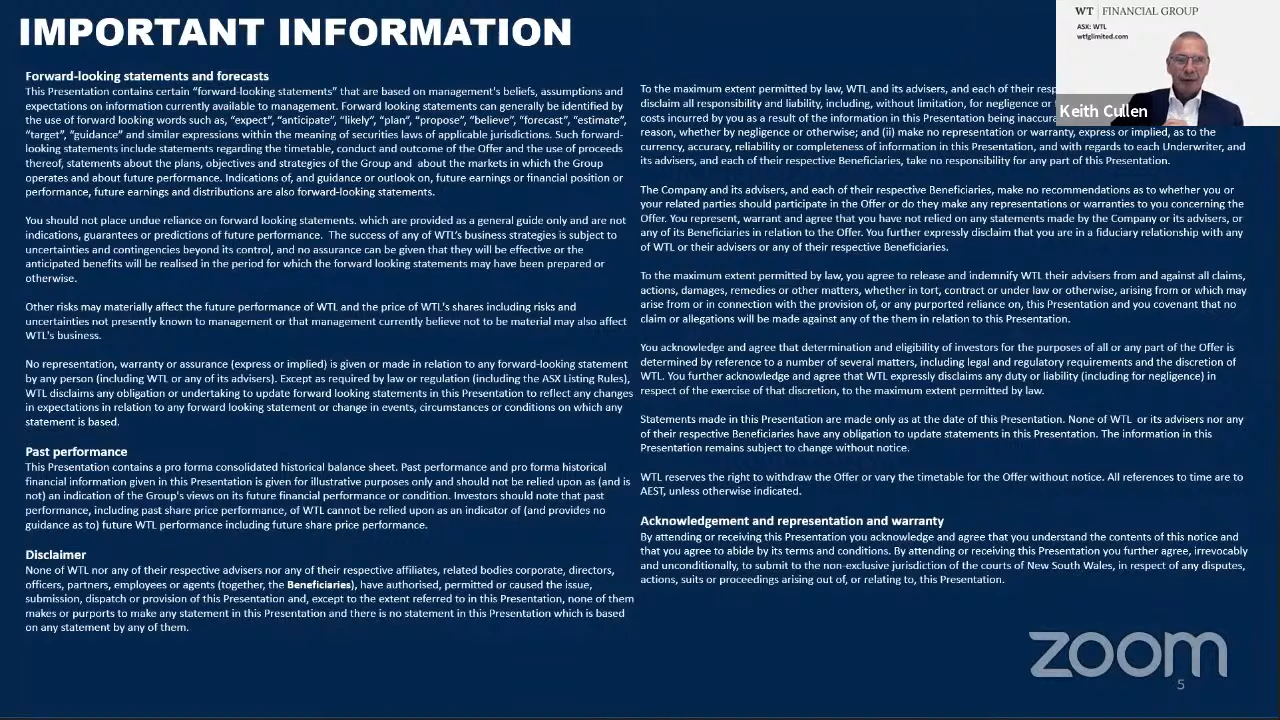 IMPORTANT INFORMATION
WT | FINANCIAL GROUP
ASX: WTL
wtfglimited.com
Keith Cullen
Forward-looking statements and forecasts
This Presentation contains certain “forward-looking statements” that are based on management's beliefs, assumptions and
expectations on information currently available to management. Forward looking statements can generally be identified by
the use of forward looking words such as, “expect”, “anticipate”, “likely”, “plan”, “propose”, “believe”, “forecast”, “estimate”,
“target”, “guidance” and similar expressions within the meaning of securities laws of applicable jurisdictions. Such forward-
looking statements include statements regarding the timetable, conduct and outcome of the Offer and the use of proceeds
thereof, statements about the plans, objectives and strategies of the Group and about the markets in which the Group
operates and about future performance. Indications of, and guidance or outlook on, future earnings or financial position or
performance, future earnings and distributions are also forward-looking statements.
You should not place undue reliance on forward looking statements. which are provided as a general guide only and are not
indications, guarantees or predictions of future performance. The success of any of WTL’s business strategies is subject to
uncertainties and contingencies beyond its control, and no assurance can be given that they will be effective or the
anticipated benefits will be realised in the period for which the forward looking statements may have been prepared or
otherwise.
Other risks may materially affect the future performance of WTL and the price of WTL's shares including risks and
uncertainties not presently known to management or that management currently believe not to be material may also affect
WTL's business.
No representation, warranty or assurance (express or implied) is given or made in relation to any forward-looking statement
by any person (including WTL or any of its advisers). Except as required by law or regulation (including the ASX Listing Rules),
WTL disclaims any obligation or undertaking to update forward looking statements in this Presentation to reflect any changes
in expectations in relation to any forward looking statement or change in events, circumstances or conditions on which any
statement is based.
Past performance
This Presentation contains a pro forma consolidated historical balance sheet. Past performance and pro forma historical
financial information given in this Presentation is given for illustrative purposes only and should not be relied upon as (and is
not) an indication of the Group's views on its future financial performance or condition. Investors should note that past
performance, including past share price performance, of WTL cannot be relied upon as an indicator of (and provides no
guidance as to) future WTL performance including future share price performance.
Disclaimer
None of WTL nor any of their respective advisers nor any of their respective affiliates, related bodies corporate, directors,
officers, partners, employees or agents (together, the Beneficiaries), have authorised, permitted or caused the issue,
submission, dispatch or provision of this Presentation and, except to the extent referred to in this Presentation, none of them
makes or purports to make any statement in this Presentation and there is no statement in this Presentation which is based
on any statement by any of them.
To the maximum extent permitted by law, WTL and its advisers, and each of their
disclaim all responsibility and liability, including, without limitation, for negligence or
costs incurred by you as a result of the information in this Presentation being
reason, whether by negligence or otherwise; and (ii) make no representation or warranty, express or implied, as to the
currency, accuracy, reliability or completeness of information in this Presentation, and with regards to each Underwriter, and
its advisers, and each of their respective Beneficiaries, take no responsibility for any part of this Presentation.
The Company and its advisers, and each of their respective Beneficiaries, make no recommendations as to whether you or
your related parties should participate in the Offer or do they make any representations or warranties to you concerning the
Offer. You represent, warrant and agree that you have not relied on any statements made by the Company or its advisers, or
any of its Beneficiaries in relation to the Offer. You further expressly disclaim that you are in a fiduciary relationship with any
of WTL or their advisers or any of their respective Beneficiaries.
To the maximum extent permitted by law, you agree to release and indemnify WTL their advisers from and against all claims,
actions, damages, remedies or other matters, whether in tort, contract or under law or otherwise, arising from or which may
arise from or in connection with the provision of, or any purported reliance on, this Presentation and you covenant that no
claim or allegations will be made against any of the them in relation to this Presentation.
You acknowledge and agree that determination and eligibility of investors for the purposes of all or any part of the Offer is
determined by reference to a number of several matters, including legal and regulatory requirements and the discretion of
WTL. You further acknowledge and agree that WTL expressly disclaims any duty or liability (including for negligence) in
respect of the exercise of that discretion, to the maximum extent permitted by law.
Statements made in this Presentation are made only as at the date of this Presentation. None of WTL or its advisers nor any
of their respective Beneficiaries have any obligation to update statements in this Presentation. The information in this
Presentation remains subject to change without notice.
WTL reserves the right to withdraw the Offer or vary the timetable for the Offer without notice. All references to time are to
AEST, unless otherwise indicated.
Acknowledgement and representation and warranty
By attending or receiving this Presentation you acknowledge and agree that you understand the contents of this notice and
that you agree to abide by its terms and conditions. By attending or receiving this Presentation you further agree, irrevocably
and unconditionally, to submit to the non-exclusive jurisdiction of the courts of New South Wales, in respect of any disputes,
actions, suits or proceedings arising out of, or relating to, this Presentation.
zoom
5